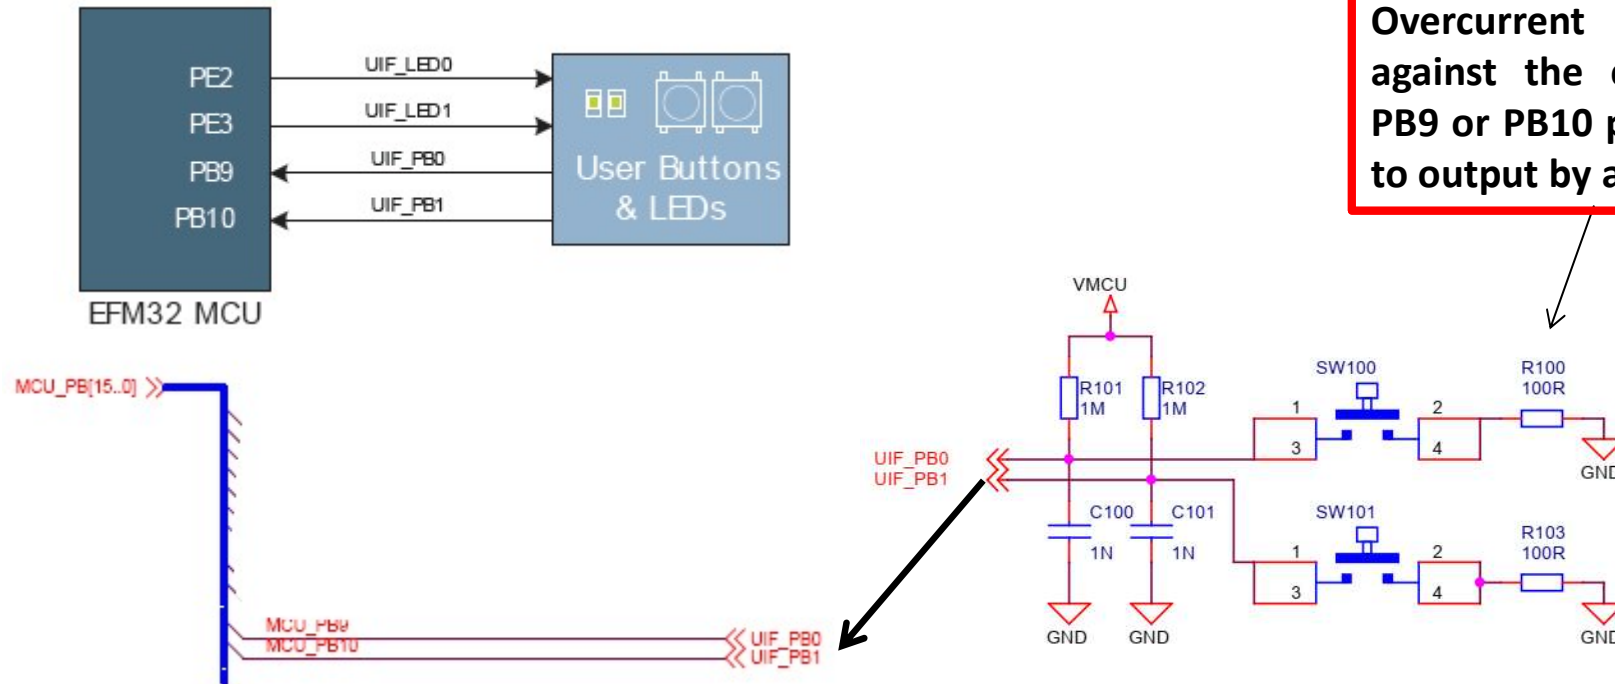 Overcurrent
against the
PB9 or PB10
to output by
PE2
UIF_LED0
PE3
UIF_LED1
PB9
UIF_PB0
PB10
UIF_PB1
User Buttons
& LEDs
EFM32 MCU
MCU_PB[15..0]
MCU_PB9
MCU_PB10
UIF_PB0
UIF_PB1
VMCU
R101
1M
R102
1M
UIF_PB0
UIF_PB1
C100
1N
C101
1N
GND
GND
SW100
1
3
2
4
R100
100R
GND
SW101
1
3
2
4
R103
100R
GND